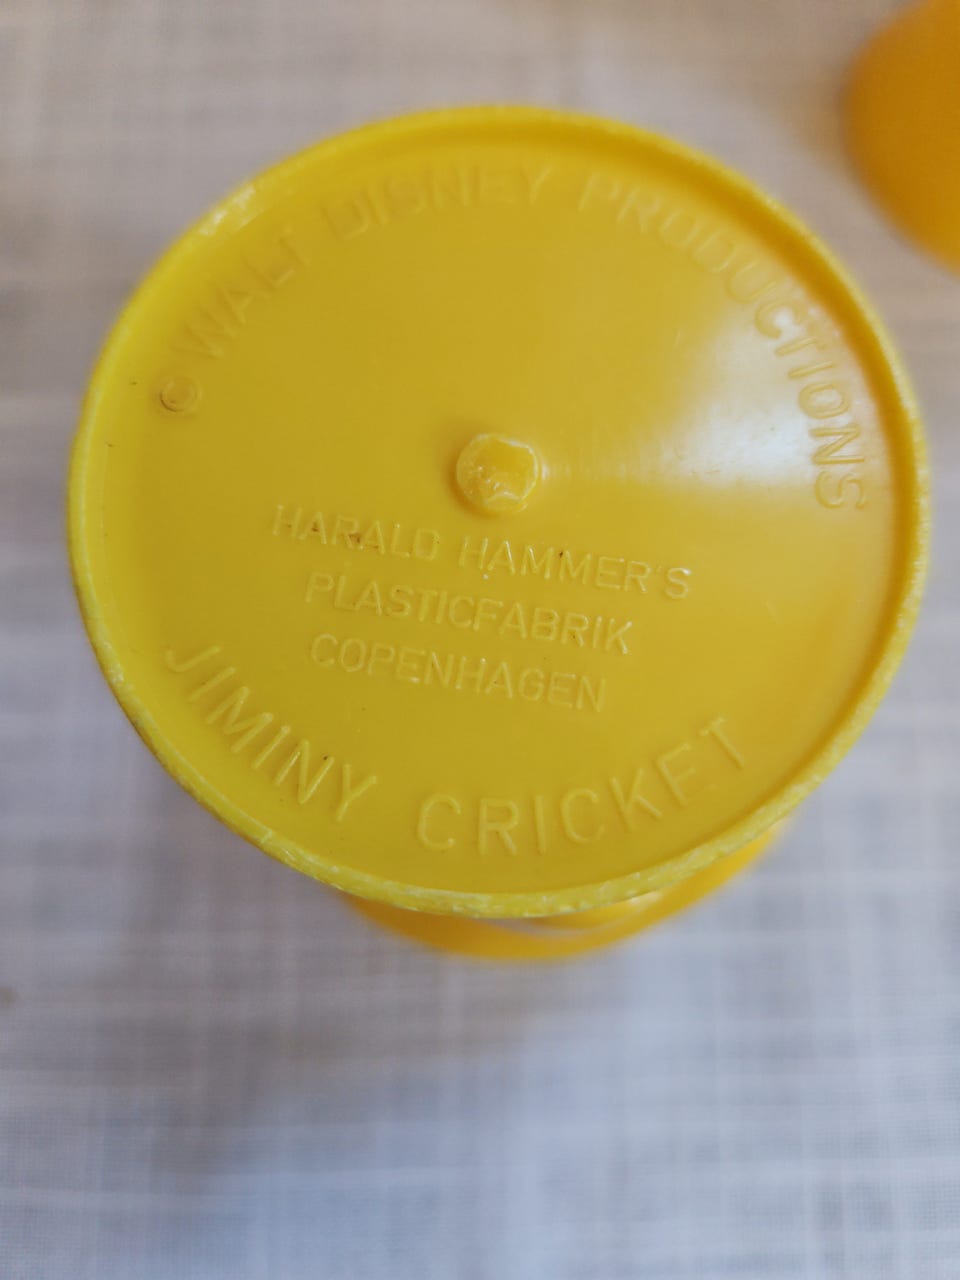 © WALT DISNEY PRODUCTIONS
HARALD HAMMER'S
PLASTICFABRIK
COPENHAGEN
JIMINY CRICKET